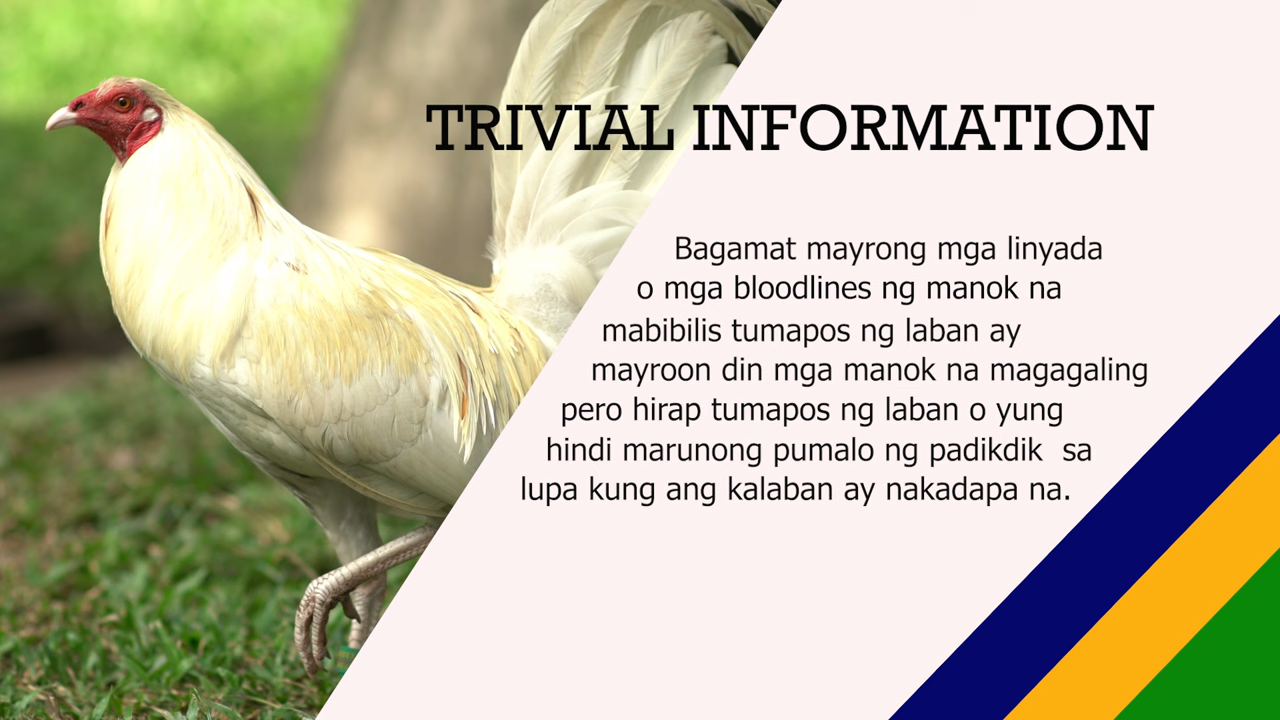 TRIVIAL INFORMATION
Bagamat mayrong mga linyada
o mga bloodlines ng manok na
mabibilis tumapos ng laban ay
mayroon din mga manok na magagaling
pero hirap tumapos ng laban o yung
hindi marunong pumalo ng padikdik  sa
lupa kung ang kalaban ay nakadapa na.